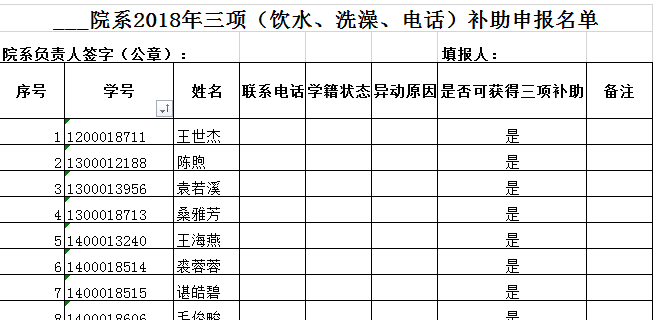 ___院系2018年三项（饮水、洗澡、电话）补助申报名单
院系负责人签字（公章）： 填报人：
序号 学号 姓名 联系电话 学籍状态 异动原因 是否可获得三项补助 备注
1 1200018711 王世杰 是
2 1300012188 陈煦 是
3 1300013956 袁若溪 是
4 1300018713 桑雅芳 是
5 1400013240 王海燕 是
6 1400018514 裘蓉蓉 是
7 1400018515 谌皓碧 是
8 1400018606 毛俊峻 是